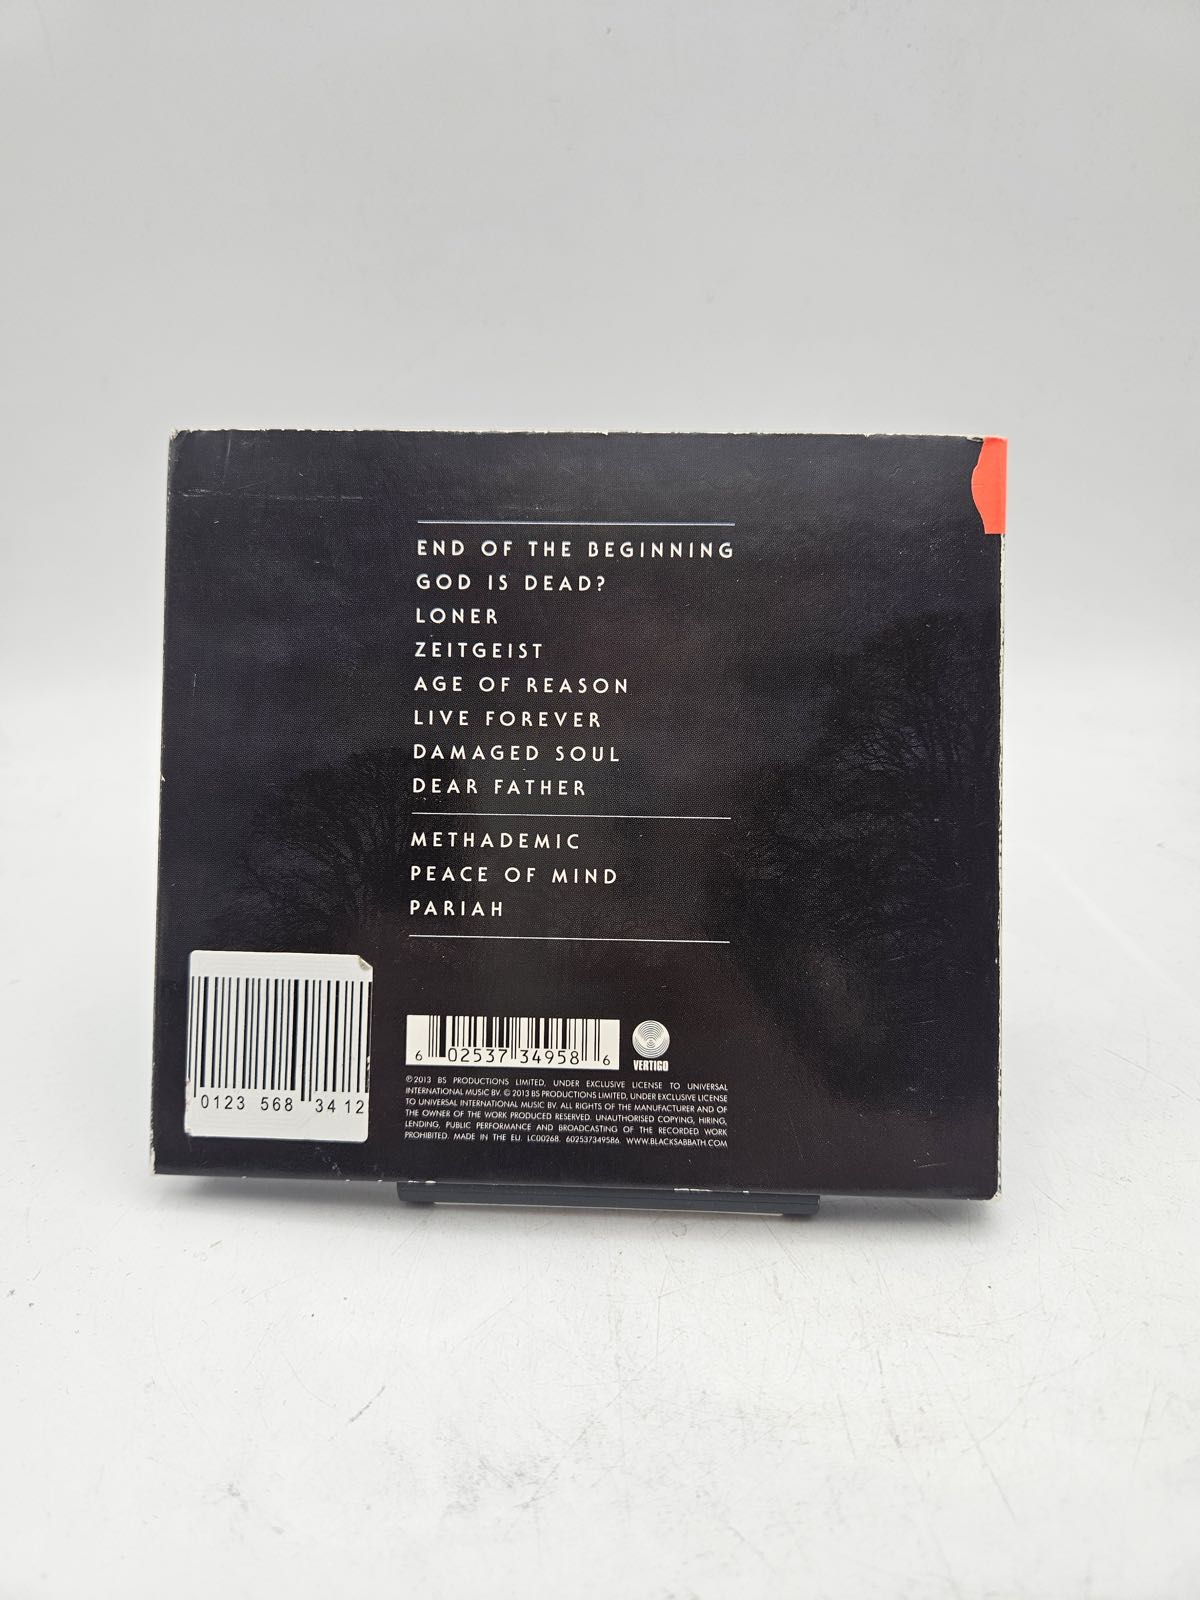 END OF THE BEGINNING
GOD IS DEAD?
LONER
ZEITGEIST
AGE OF REASON
LIVE FOREVER
DAMAGED SOUL
DEAR FATHER
METHADEMIC
PEACE OF MIND
PARIAH
0123 568 34 12
6 02537 34958 6
VERTIGO
℗ 2013 BS PRODUCTIONS LIMITED, UNDER EXCLUSIVE LICENSE TO UNIVERSAL
INTERNATIONAL MUSIC BV. © 2013 BS PRODUCTIONS LIMITED, UNDER EXCLUSIVE LICENSE
TO UNIVERSAL INTERNATIONAL MUSIC BV. ALL RIGHTS OF THE MANUFACTURER AND OF
THE OWNER OF THE WORK PRODUCED RESERVED. UNAUTHORISED COPYING, HIRING,
LENDING, PUBLIC PERFORMANCE AND BROADCASTING OF THE RECORDED WORK
PROHIBITED. MADE IN THE EU. LC00268. 602537349586. WWW.BLACKSABBATH.COM